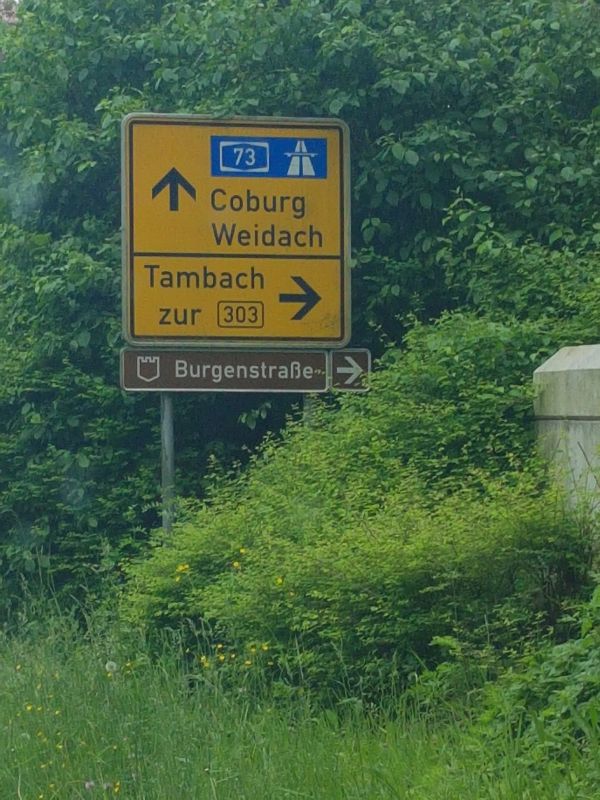 73
Coburg
Weidach
Tambach
zur 303
Burgenstraße